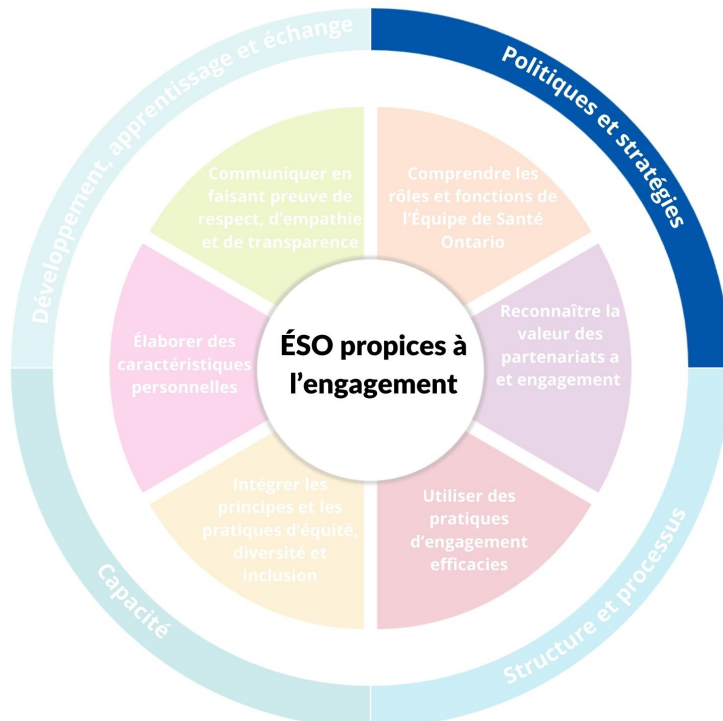 Développement, apprentissage et échange
Politiques et stratégies
Communiquer en
faisant preuve de
respect, d'empathie
et de transparence
Comprendre les
rôles et fonctions de
l'Équipe de Santé
Ontario
Élaborer des
caractéristiques
personnelles
ÉSO propices à
l'engagement
Reconnaître la
valeur des
partenariats a
et engagement
Intégrer les
principes et les
pratiques d'équité,
diversité et
inclusion
Utiliser des
pratiques
d'engagement
efficacies
Capacité
Structure et processus